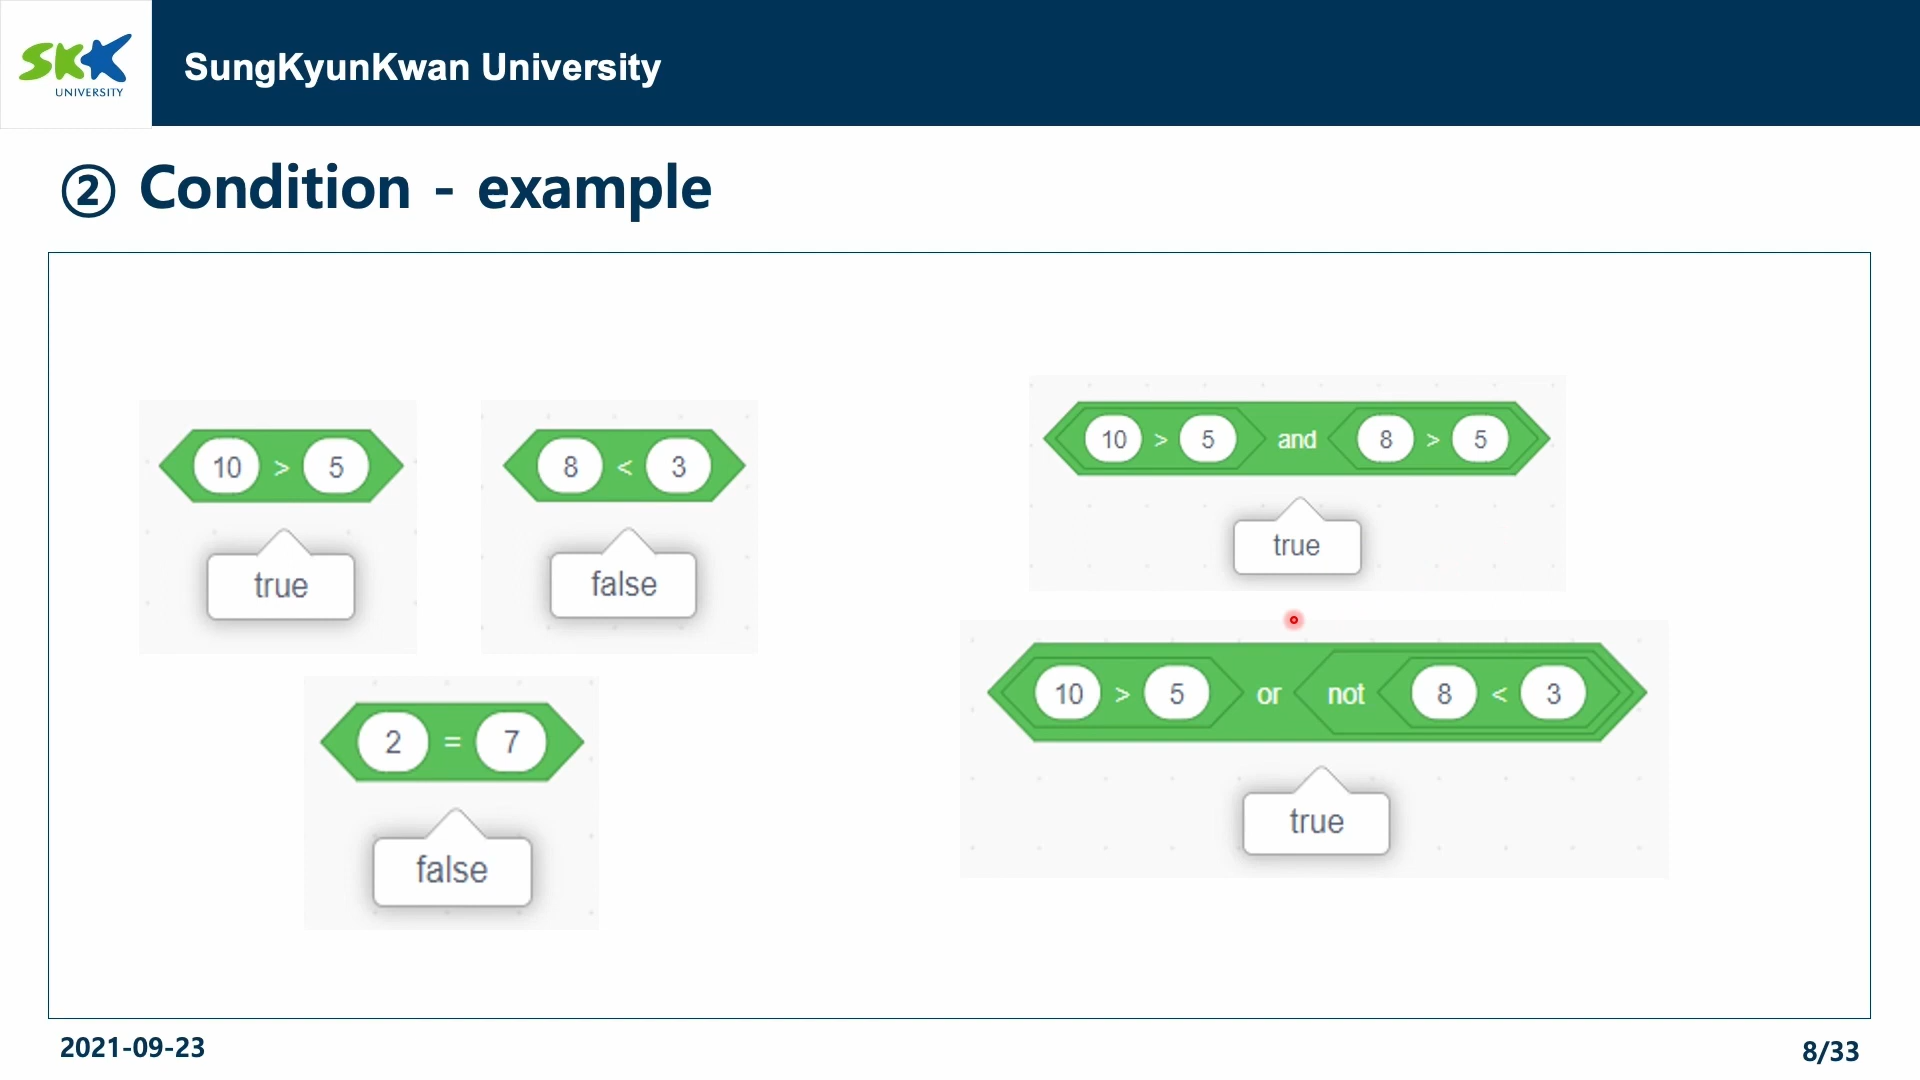 SKK
UNIVERSITY
SungKyunKwan University
② Condition - example
10 > 5
true
8 < 3
false
2 = 7
false
10 > 5 and 8 > 5
true
10 > 5 or not 8 < 3
true
2021-09-23
8/33